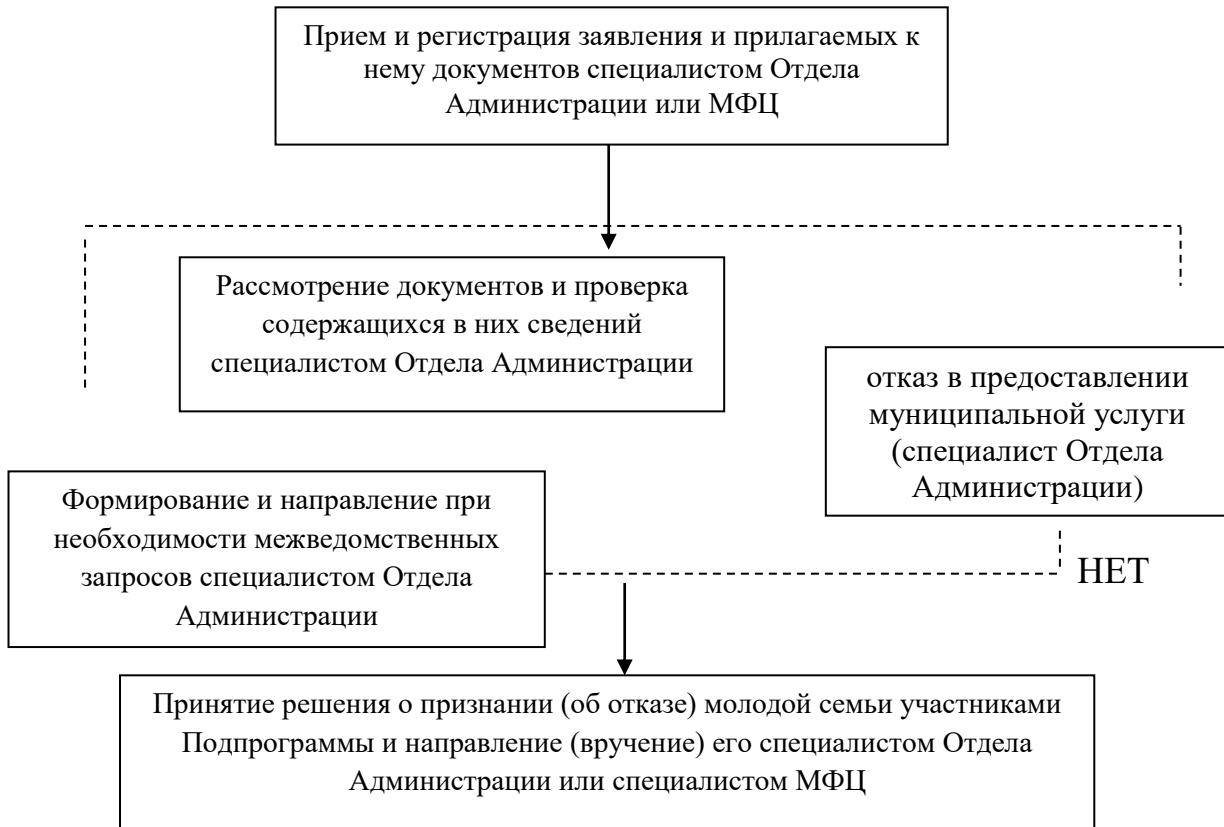 Прием и регистрация заявления и прилагаемых к
нему документов специалистом Отдела
Администрации или МФЦ
Рассмотрение документов и проверка
содержащихся в них сведений
специалистом Отдела Администрации
отказ в предоставлении
муниципальной услуги
(специалист Отдела
Администрации)
Формирование и направление при
необходимости межведомственных
запросов специалистом Отдела
Администрации
НЕТ
Принятие решения о признании (об отказе) молодой семьи участниками
Подпрограммы и направление (вручение) его специалистом Отдела
Администрации или специалистом МФЦ